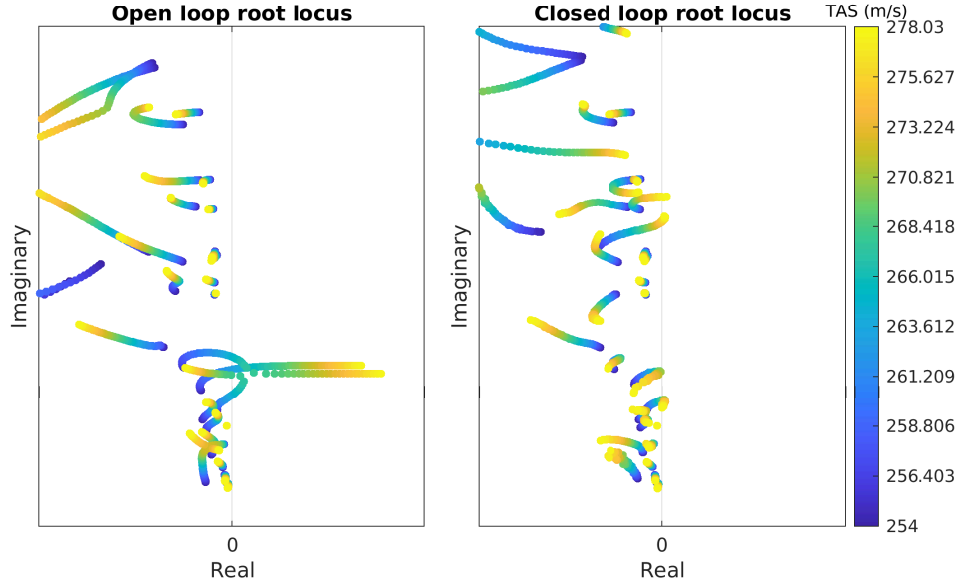 Open loop root locus
Closed loop root locus
TAS (m/s)
Imaginary
0
Real
Imaginary
0
Real
278.03
275.627
273.224
270.821
268.418
266.015
263.612
261.209
258.806
256.403
254